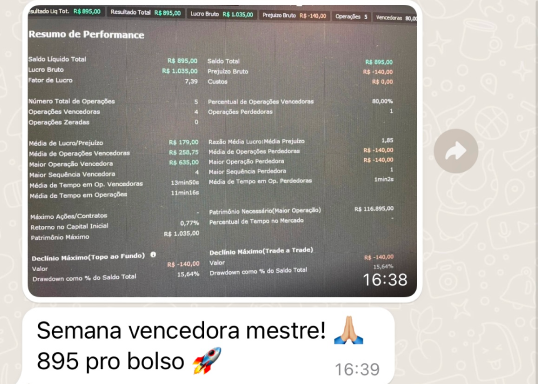 Resultado Líq Tot. R$ 895,00 Resultado Total R$ 895,00 Lucro Bruto R$ 1.035,00 Prejuízo Bruto R$ -140,00 Operações 5 Vencedoras 80,00
Resumo de Performance
Saldo Líquido Total R$ 895,00 Saldo Total R$ 895,00
Lucro Bruto R$ 1.035,00 Prejuízo Bruto R$ -140,00
Fator de Lucro 7,39 Custos R$ 0,00
Número Total de Operações 5 Percentual de Operações Vencedoras 80,00%
Operações Vencedoras 4 Operações Perdedoras 1
Operações Zeradas 0
Média de Lucro/Prejuízo R$ 179,00 Razão Média Lucro:Média Prejuízo 1,85
Média de Operações Vencedoras R$ 258,75 Média de Operações Perdedoras R$ -140,00
Maior Operação Vencedora R$ 635,00 Maior Operação Perdedora R$ -140,00
Maior Sequência Vencedora 4 Maior Sequência Perdedora 1
Média de Tempo em Op. Vencedoras 13min50s Média de Tempo em Op. Perdedoras 1min2s
Média de Tempo em Operações 11min16s
Máximo Ações/Contratos - Patrimônio Necessário(Maior Operação) R$ 116.895,00
Retorno no Capital Inicial 0,77% Percentual de Tempo no Mercado -
Patrimônio Máximo R$ 1.035,00
Declínio Máximo(Topo ao Fundo) Declínio Máximo(Trade a Trade)
Valor R$ -140,00 Valor R$ -140,00
Drawdown como % do Saldo Total 15,64% Drawdown como % do Saldo Total 15,64%
16:38
Semana vencedora mestre! 🙏🏼
895 pro bolso 🚀
16:39